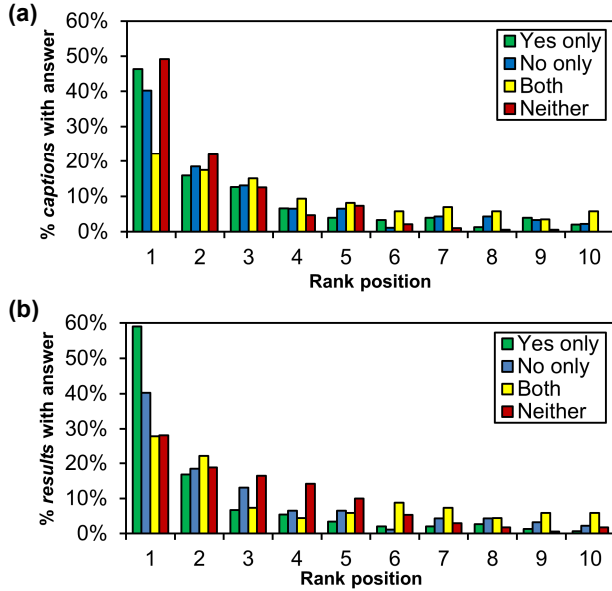 (a)
60%
50%
40%
30%
20%
10%
0%
% captions with answer
Yes only
No only
Both
Neither
1 2 3 4 5 6 7 8 9 10
Rank position
(b)
60%
50%
40%
30%
20%
10%
0%
% results with answer
Yes only
No only
Both
Neither
1 2 3 4 5 6 7 8 9 10
Rank position